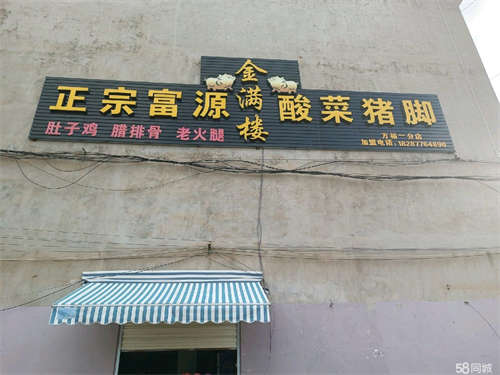 金满楼
正宗富源 酸菜猪脚
肚子鸡 腊排骨 老火腿
万福一分店
加盟电话:18287764896
58同城